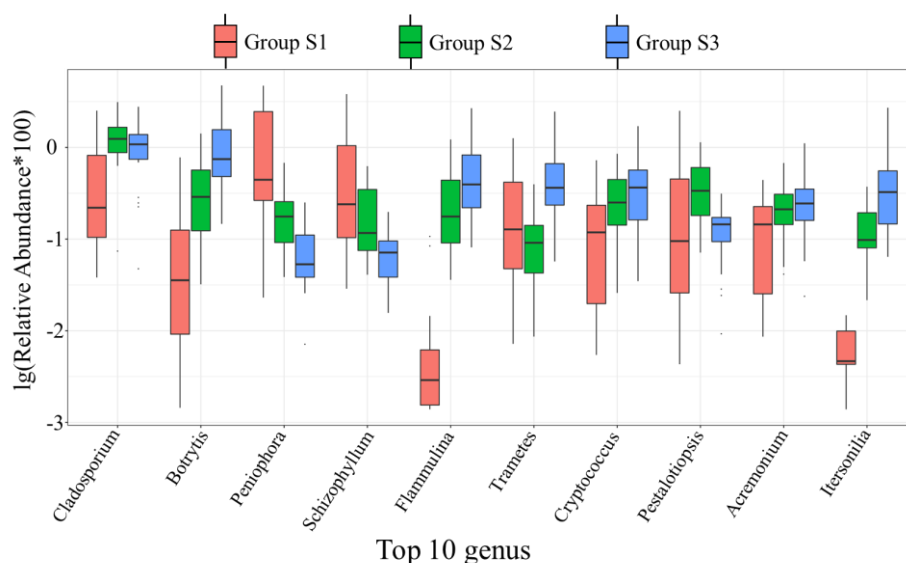 Group S1 Group S2 Group S3
lg(Relative Abundance*100)
0
-1
-2
-3
Cladosporium
Botrytis
Peniophora
Schizophyllum
Flammulina
Trametes
Cryptococcus
Pestalotiopsis
Acremonium
Itersonilia
Top 10 genus